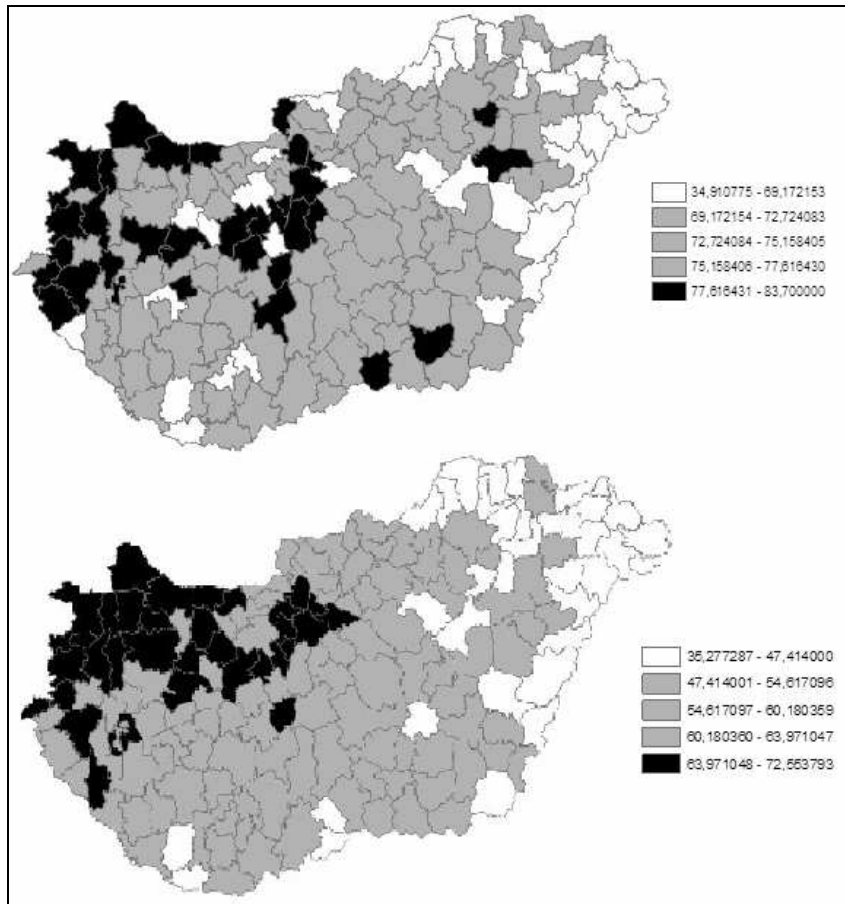 34,910775 - 69,172153
69,172154 - 72,724083
72,724084 - 75,158405
75,158406 - 77,616430
77,616431 - 83,700000
35,277287 - 47,414000
47,414001 - 54,617096
54,617097 - 60,180359
60,180360 - 63,971047
63,971048 - 72,553793